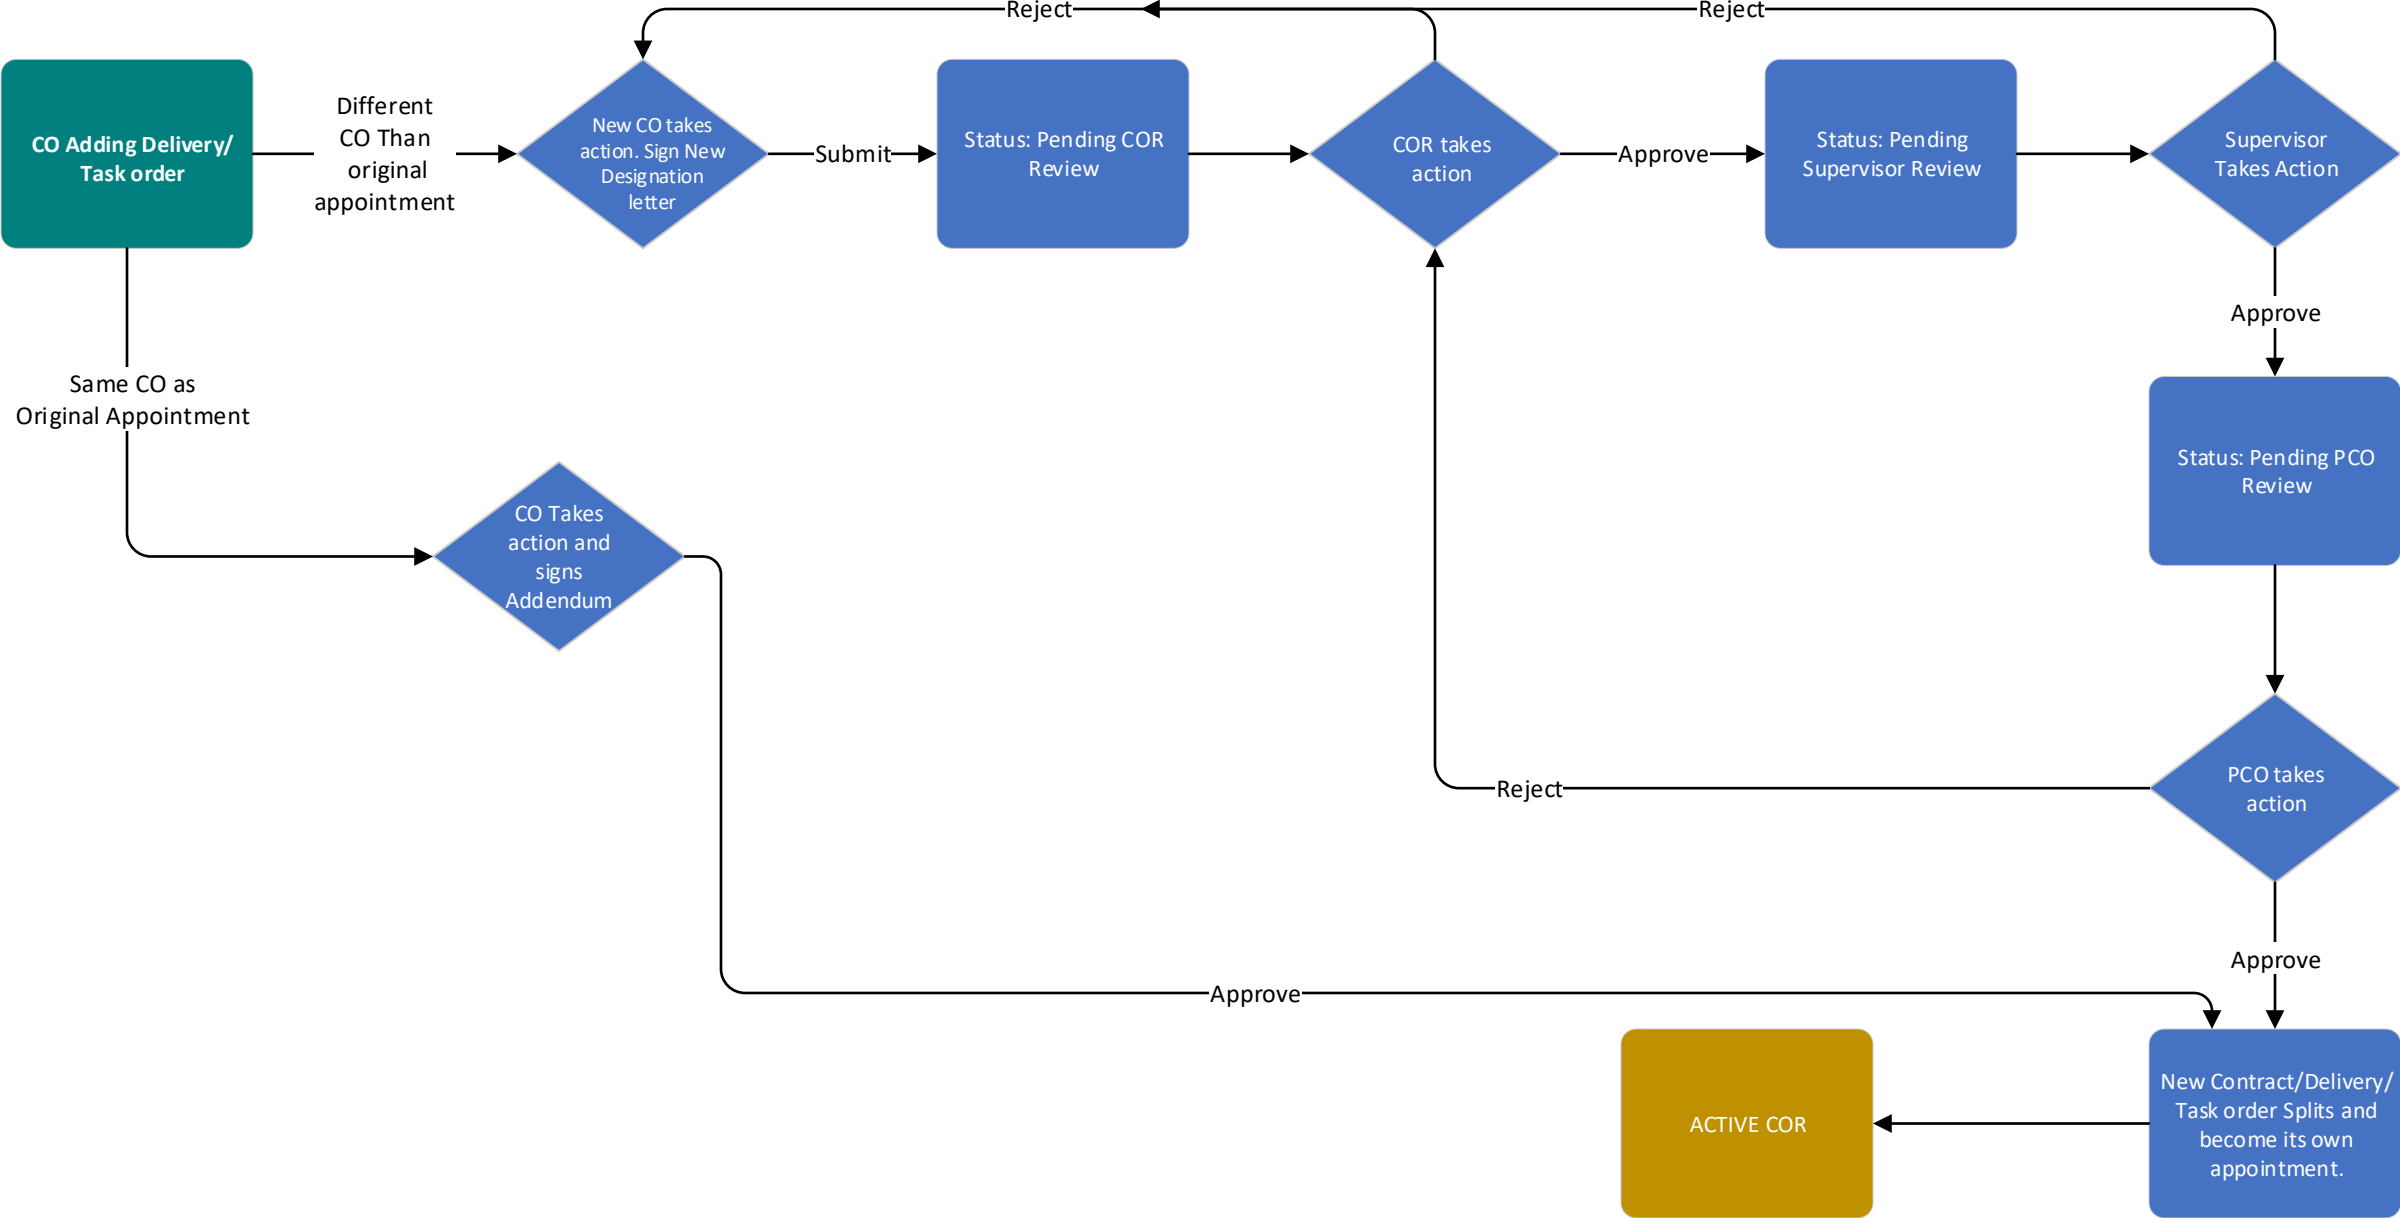 Reject
Reject
CO Adding Delivery/
Task order
Different
CO Than
original
appointment
New CO takes
action. Sign New
Designation
letter
Submit
Status: Pending COR
Review
COR takes
action
Approve
Status: Pending
Supervisor Review
Supervisor
Takes Action
Approve
Same CO as
Original Appointment
Status: Pending PCO
Review
CO Takes
action and
signs
Addendum
Reject
PCO takes
action
Approve
Approve
ACTIVE COR
New Contract/Delivery/
Task order Splits and
become its own
appointment.